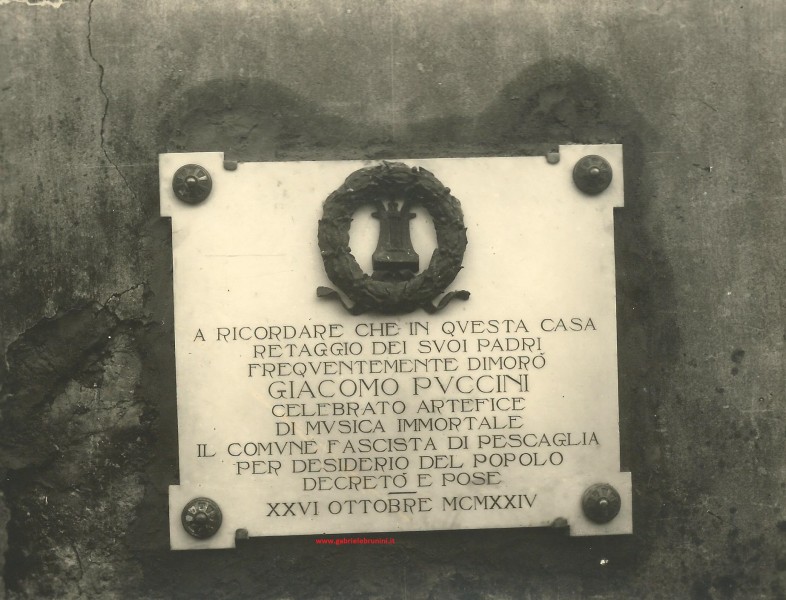 A RICORDARE CHE IN QVESTA CASA
RETAGGIO DEI SVOI PADRI
FREQVENTEMENTE DIMORÒ
GIACOMO PVCCINI
CELEBRATO ARTEFICE
DI MVSICA IMMORTALE
IL COMVNE FASCISTA DI PESCAGLIA
PER DESIDERIO DEL POPOLO
DECRETÒ E POSE
XXVI OTTOBRE MCMXXIV
www.gabrielebrunini.it